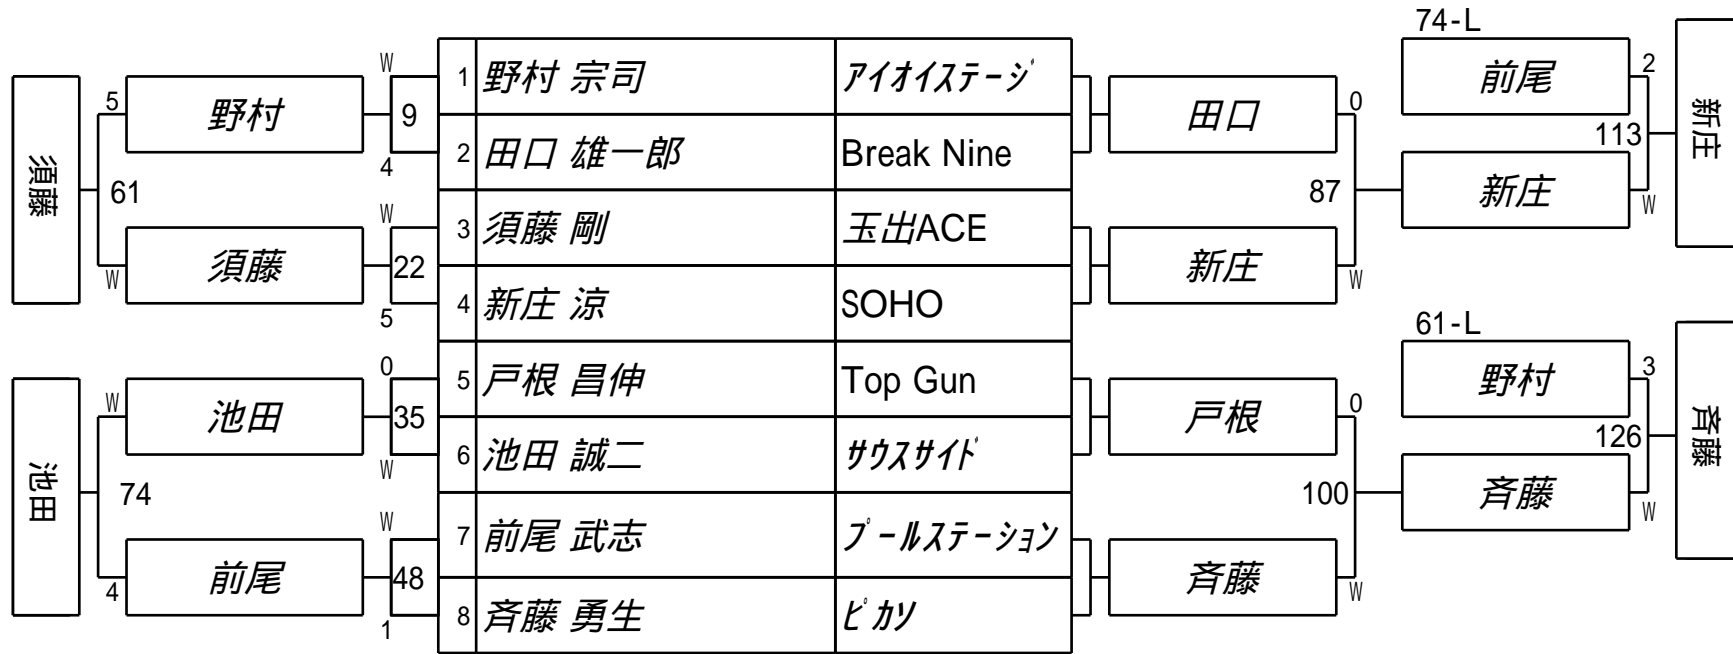 74-L
W
1 野村 宗司 アイオイステージ
前尾 2
5 野村 9
田口 0
新庄
2 田口 雄一郎 Break Nine
4
113
須藤 61
87
新庄 W
W
3 須藤 剛 玉出ACE
須藤 22
新庄 W
W
4 新庄 涼 SOHO
5
61-L
0
5 戸根 昌伸 Top Gun
野村 3
W 池田 35
戸根 0
斉藤
6 池田 誠二 サウスサイド
W
126
池田 74
100
斉藤 W
W
7 前尾 武志 プールステーション
4 前尾 48
斉藤 W
8 斉藤 勇生 ピカソ
1